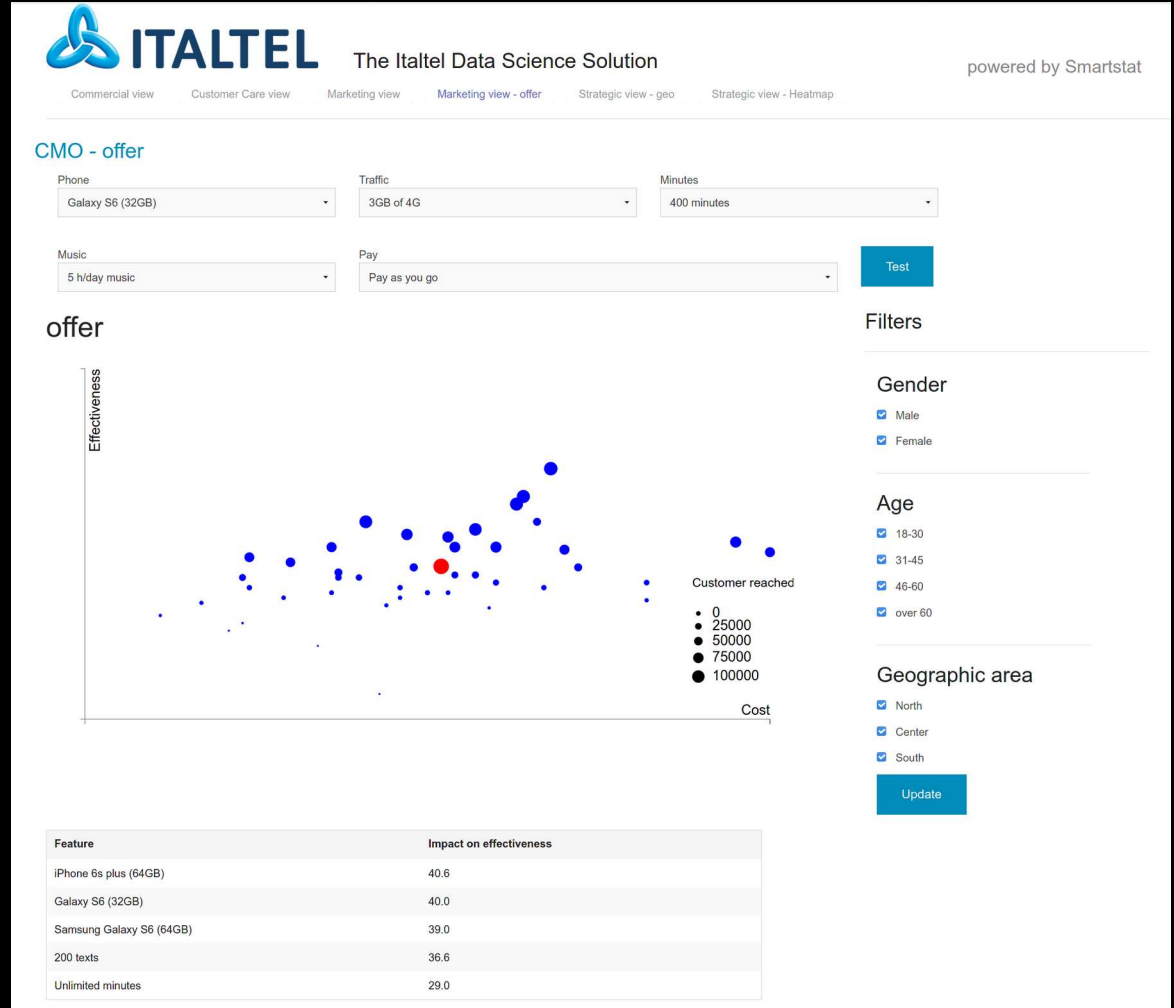 ITALTEL
The Italtel Data Science Solution
powered by Smartstat
Commercial view Customer Care view Marketing view Marketing view - offer Strategic view - geo Strategic view - Heatmap
CMO - offer
Phone Traffic Minutes
Galaxy S6 (32GB) 3GB of 4G 400 minutes
Music Pay
5 h/day music Pay as you go Test
offer
Effectiveness
Customer reached
0
25000
50000
75000
100000
Cost
Filters
Gender
Male
Female
Age
18-30
31-45
46-60
over 60
Geographic area
North
Center
South
Update
Feature Impact on effectiveness
iPhone 6s plus (64GB) 40.6
Galaxy S6 (32GB) 40.0
Samsung Galaxy S6 (64GB) 39.0
200 texts 36.6
Unlimited minutes 29.0